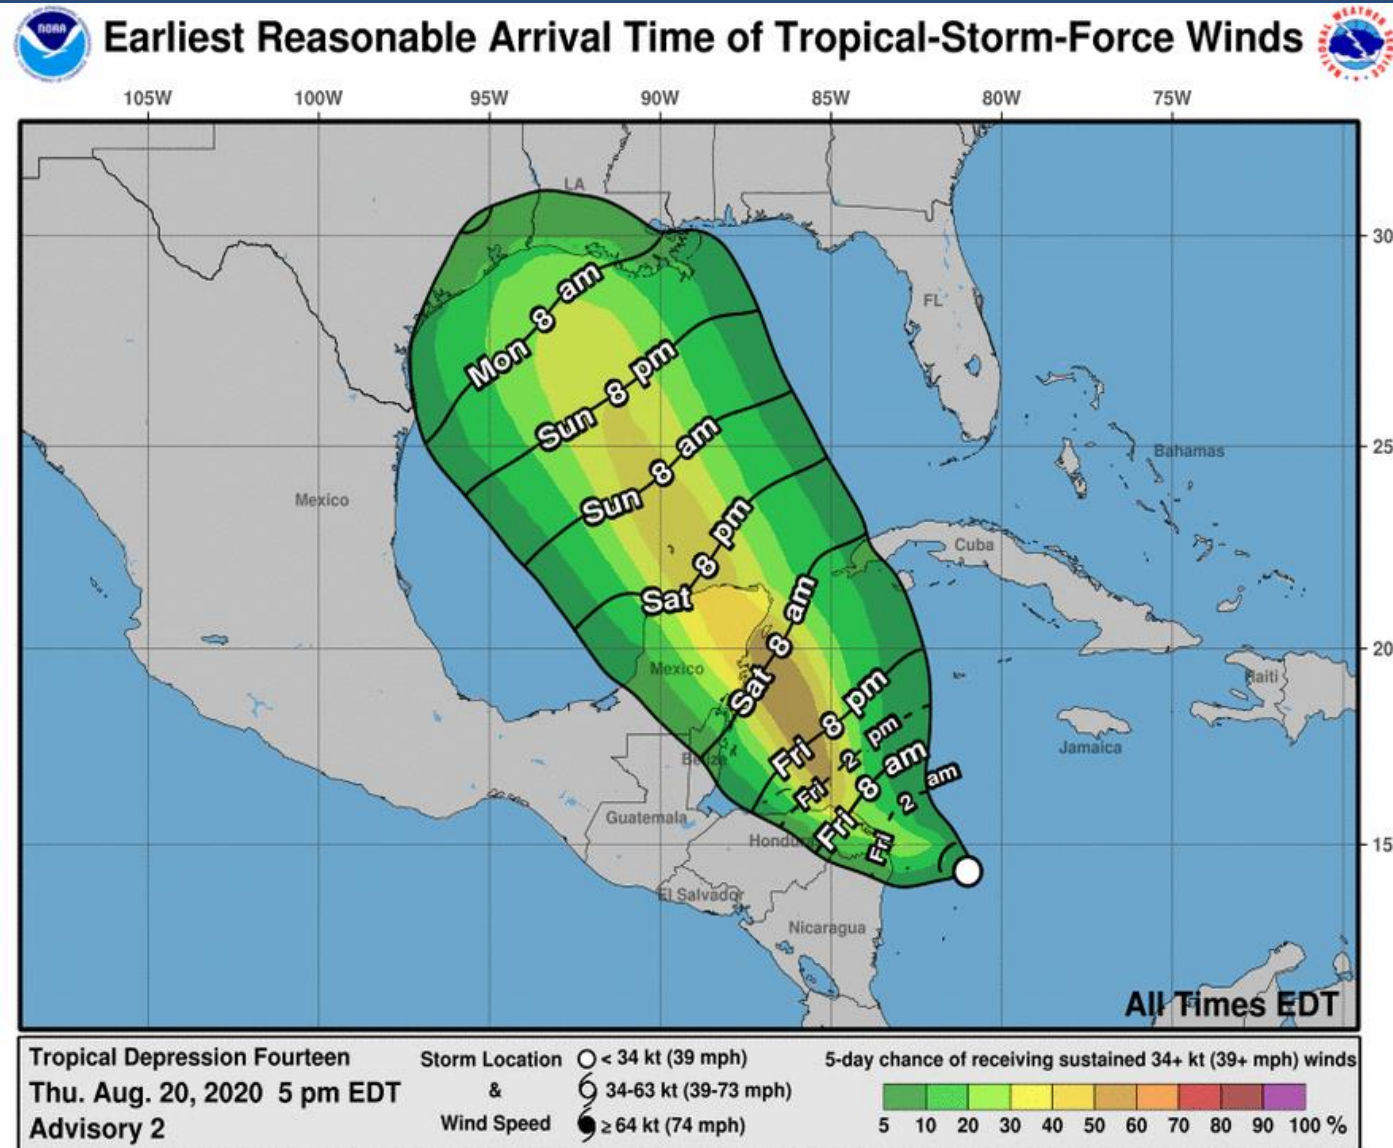 NOAA
Earliest Reasonable Arrival Time of Tropical-Storm-Force Winds
NATIONAL WEATHER SERVICE
105W 100W 95W 90W 85W 80W 75W
LA
30
FL
Mon 8 am
Sun 8 pm
Sun 8 am
25
Bahamas
Mexico
Sat 8 pm
Cuba
Sat 8 am
20
Mexico
Haiti
Fri 8 pm
Jamaica
Fri 2 pm
Belize
Fri 8 am
Fri 2 am
Guatemala
Honduras
15
El Salvador
Nicaragua
All Times EDT
Tropical Depression Fourteen
Thu. Aug. 20, 2020 5 pm EDT
Advisory 2
Storm Location
&
Wind Speed
< 34 kt (39 mph)
34-63 kt (39-73 mph)
≥ 64 kt (74 mph)
5-day chance of receiving sustained 34+ kt (39+ mph) winds
5 10 20 30 40 50 60 70 80 90 100 %